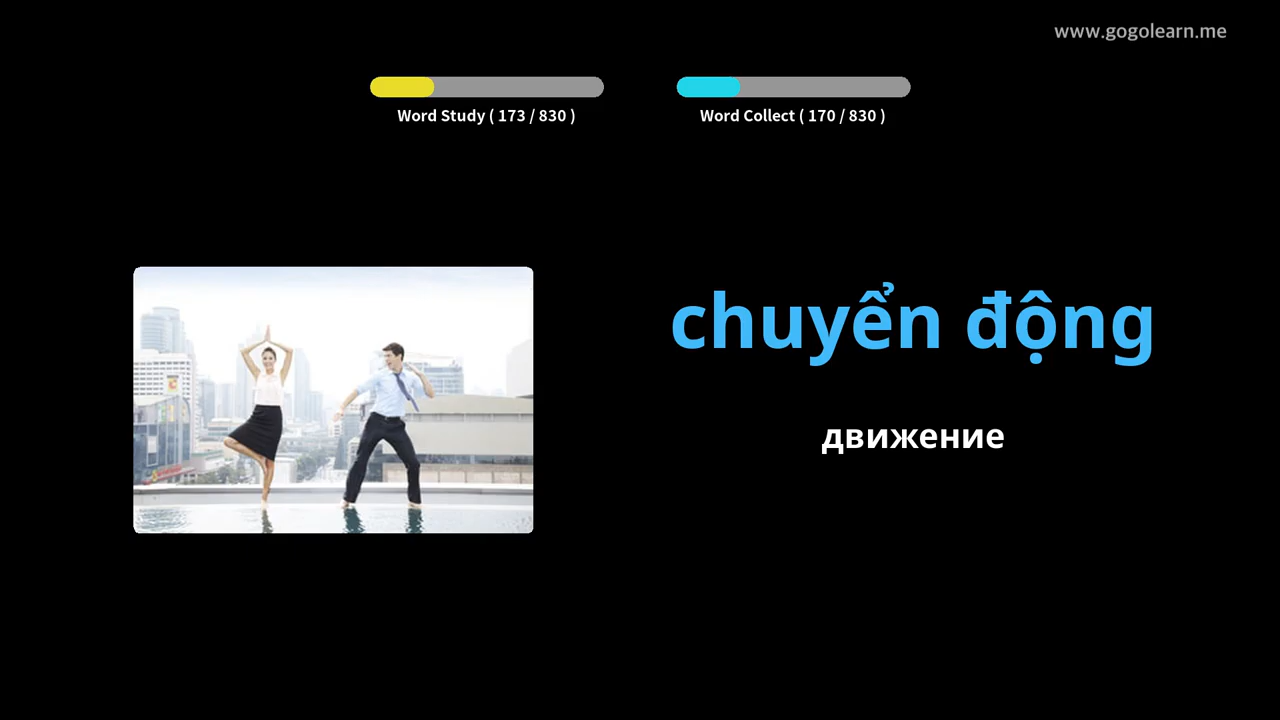 www.gogolearn.me
Word Study ( 173 / 830 )
Word Collect ( 170 / 830 )
chuyển động
движение